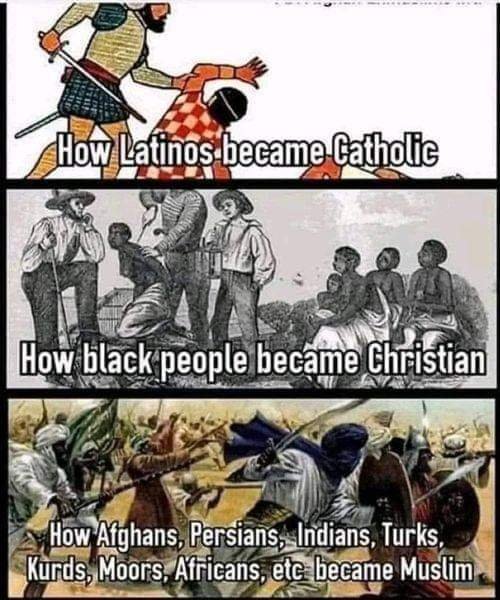 How Latinos became Catholic
How black people became Christian
How Afghans, Persians, Indians, Turks,
Kurds, Moors, Africans, etc became Muslim